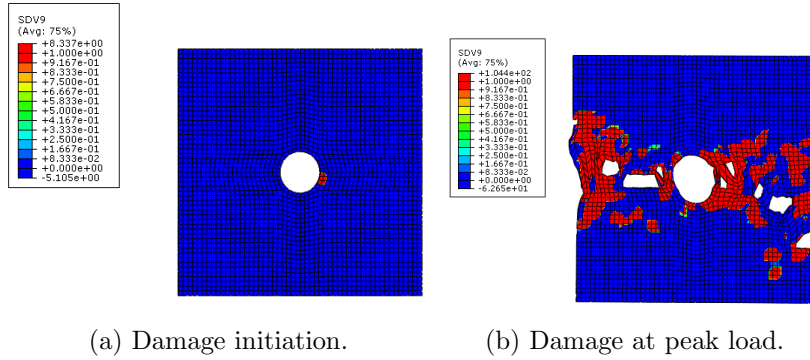 SDV9
(Avg: 75%)
+8.337e+00
+1.000e+00
+9.167e-01
+8.333e-01
+7.500e-01
+6.667e-01
+5.833e-01
+5.000e-01
+4.167e-01
+3.333e-01
+2.500e-01
+1.667e-01
+8.333e-02
+0.000e+00
-5.105e+00
SDV9
(Avg: 75%)
+1.044e+02
+1.000e+00
+9.167e-01
+8.333e-01
+7.500e-01
+6.667e-01
+5.833e-01
+5.000e-01
+4.167e-01
+3.333e-01
+2.500e-01
+1.667e-01
+8.333e-02
+0.000e+00
-6.265e+01
(a) Damage initiation.
(b) Damage at peak load.